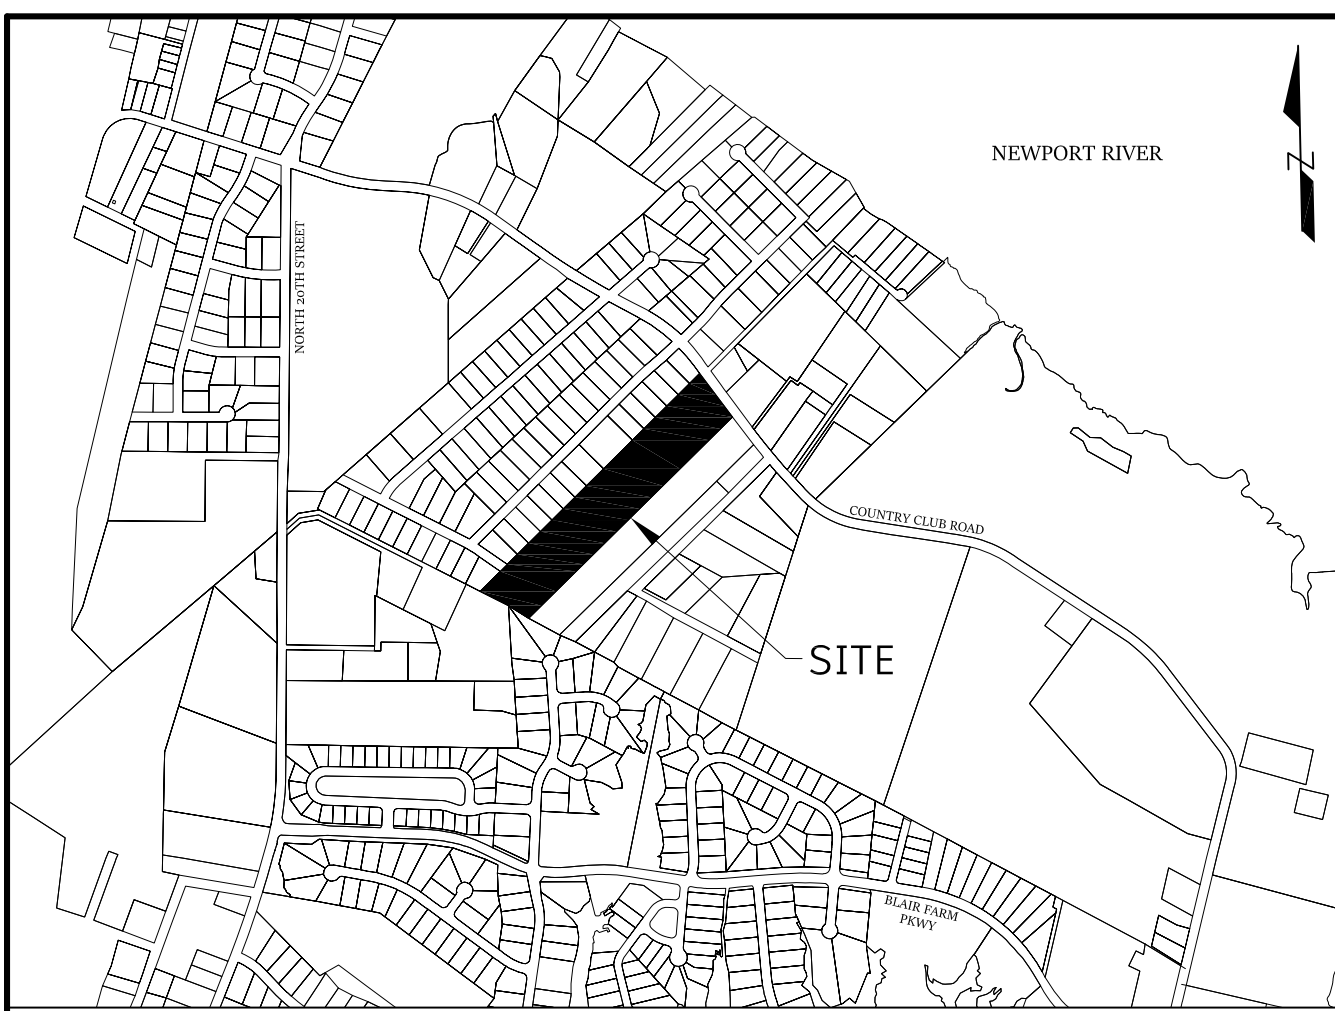 NEWPORT RIVER
N
NORTH 20TH STREET
COUNTRY CLUB ROAD
SITE
BLAIR FARM
PKWY